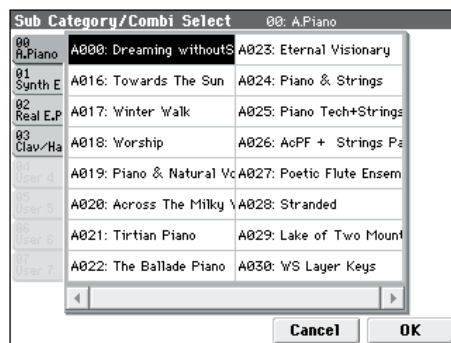 Sub Category/Combi Select 00: A.Piano
00 A.Piano
01 Synth E
02 Real E.P
03 Clav/Ha
04 User 4
05 User 5
06 User 6
07 User 7
A000: Dreaming withoutS
A016: Towards The Sun
A017: Winter Walk
A018: Worship
A019: Piano & Natural Vo
A020: Across The Milky
A021: Tirtian Piano
A022: The Ballade Piano
A023: Eternal Visionary
A024: Piano & Strings
A025: Piano Tech+Strings
A026: AcPF + Strings Pa
A027: Poetic Flute Ensem
A028: Stranded
A029: Lake of Two Mount
A030: WS Layer Keys
Cancel OK